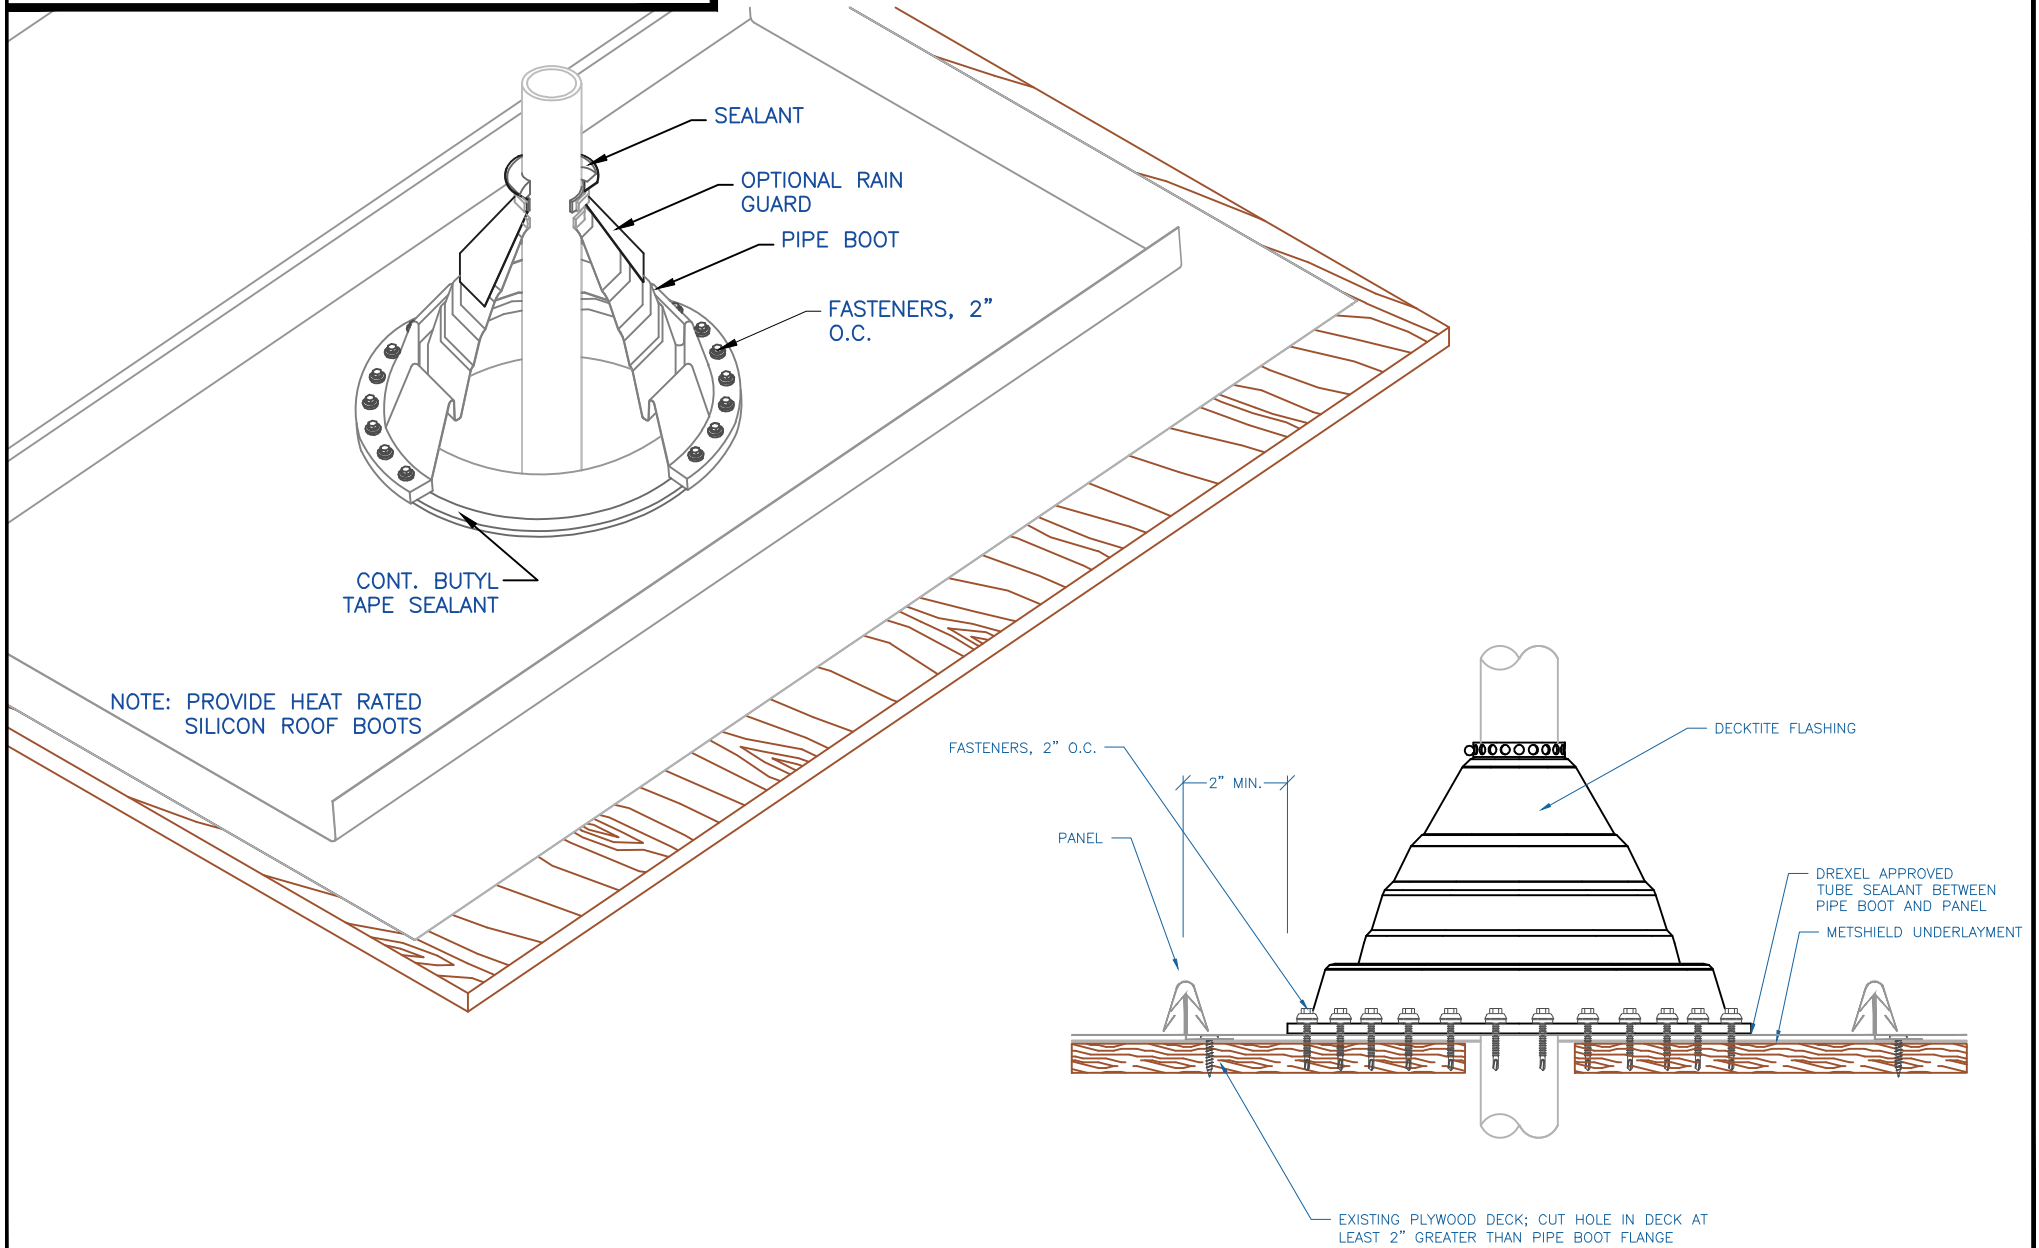 SEALANT
OPTIONAL RAIN
GUARD
PIPE BOOT
FASTENERS, 2”
O.C.
CONT. BUTYL
TAPE SEALANT
NOTE: PROVIDE HEAT RATED
SILICON ROOF BOOTS
DECKTITE FLASHING
FASTENERS, 2” O.C.
2” MIN.
PANEL
DREXEL APPROVED
TUBE SEALANT BETWEEN
PIPE BOOT AND PANEL
METSHIELD UNDERLAYMENT
EXISTING PLYWOOD DECK; CUT HOLE IN DECK AT
LEAST 2” GREATER THAN PIPE BOOT FLANGE